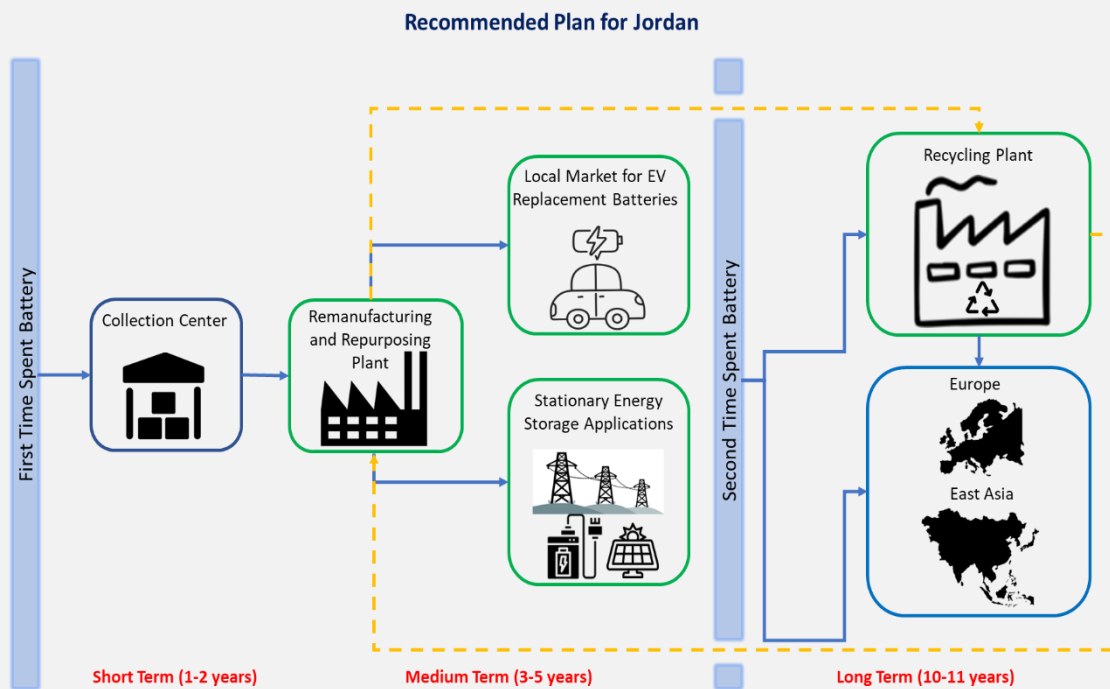 Recommended Plan for Jordan
First Time Spent Battery
Collection Center
Remanufacturing
and Repurposing
Plant
Local Market for EV
Replacement Batteries
Stationary Energy
Storage Applications
Second Time Spent Battery
Recycling Plant
Europe
East Asia
Short Term (1-2 years)
Medium Term (3-5 years)
Long Term (10-11 years)